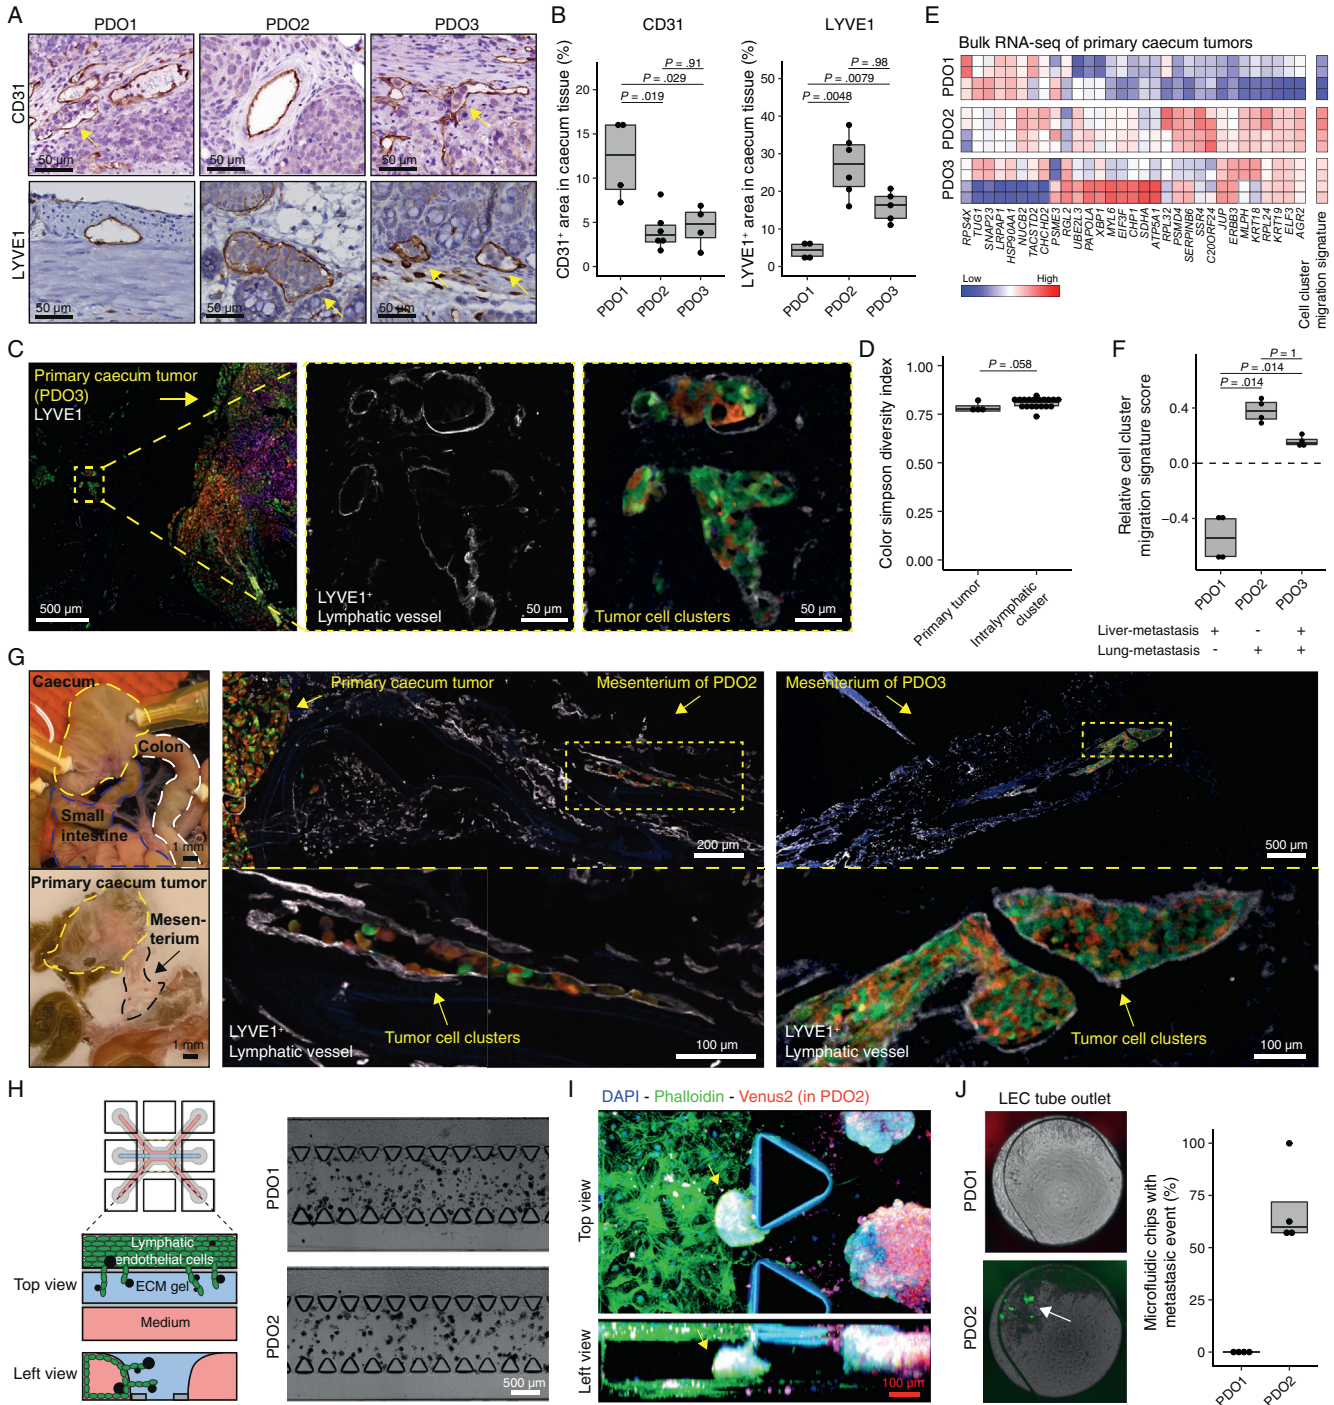 A
PDO1
PDO2
PDO3
CD31
50 µm
50 µm
50 µm
LYVE1
50 µm
50 µm
50 µm
B
CD31
CD31⁺ area in caecum tissue (%)
P = .91
P = .029
P = .019
15
10
5
0
PDO1
PDO2
PDO3
LYVE1
LYVE1⁺ area in caecum tissue (%)
P = .98
P = .0079
P = .0048
50
40
30
20
10
0
PDO1
PDO2
PDO3
E
Bulk RNA-seq of primary caecum tumors
PDO1
PDO2
PDO3
RPS4X
TUG1
SNAP23
LRPAP1
HSP90AA1
NUCB2
TACSTD2
CHCHD2
PSME3
RGL2
UBE2L3
PAPOLA
XBP1
MYL6
EIF3F
CHP1
SDHA
ATP5A1
RPL32
PSMD4
SERPINB6
SSR4
C20ORF24
JUP
ERBB3
MLPH
KRT18
RPL24
KRT19
ELF3
AGR2
Cell cluster
migration signature
Low
High
C
Primary caecum tumor
(PDO3)
LYVE1
500 µm
LYVE1⁺
Lymphatic vessel
50 µm
Tumor cell clusters
50 µm
D
Color simpson diversity index
P = .058
1.00
0.75
0.50
0.25
0.00
Primary tumor
Intralymphatic
cluster
F
Relative cell cluster
migration signature score
P = 1
P = .014
P = .014
0.4
0.0
−0.4
PDO1
PDO2
PDO3
Liver-metastasis + - +
Lung-metastasis - + +
G
Caecum
Colon
Small
intestine
1 mm
Primary caecum tumor
Mesen-
terium
1 mm
Primary caecum tumor
Mesenterium of PDO2
200 µm
LYVE1⁺
Lymphatic vessel
Tumor cell clusters
100 µm
Mesenterium of PDO3
500 µm
LYVE1⁺
Lymphatic vessel
Tumor cell clusters
100 µm
H
Lymphatic
endothelial cells
Top view
ECM gel
Medium
Left view
PDO1
PDO2
500 µm
I
DAPI - Phalloidin - Venus2 (in PDO2)
Top view
Left view
100 µm
J
LEC tube outlet
PDO1
PDO2
Microfluidic chips with
metastasic event (%)
100
75
50
25
0
PDO1
PDO2